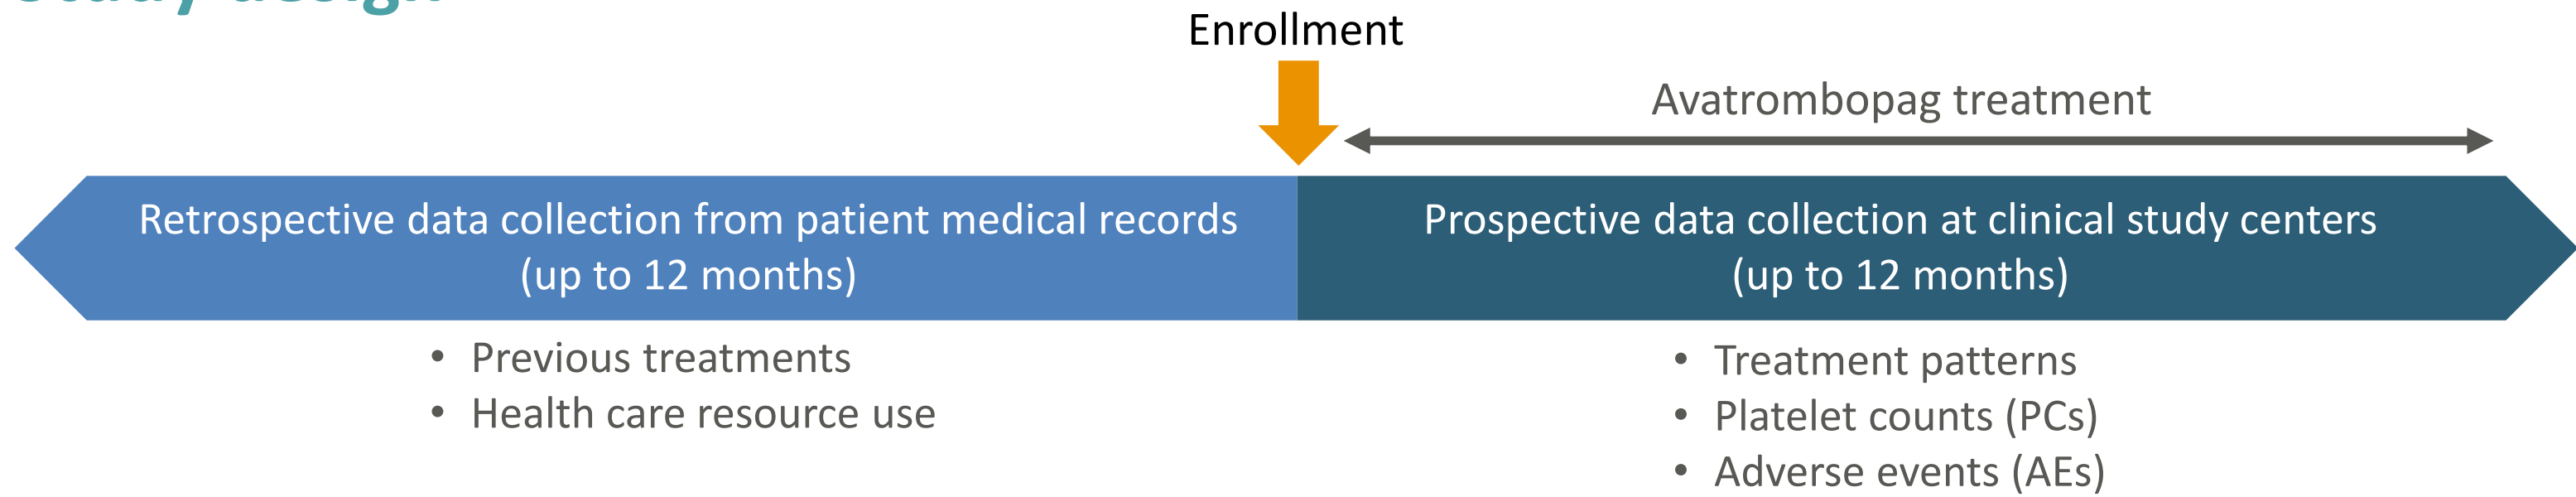 Study design
Enrollment
Avatrombopag treatment
Retrospective data collection from patient medical records
(up to 12 months)
Prospective data collection at clinical study centers
(up to 12 months)
• Previous treatments
• Health care resource use
• Treatment patterns
• Platelet counts (PCs)
• Adverse events (AEs)